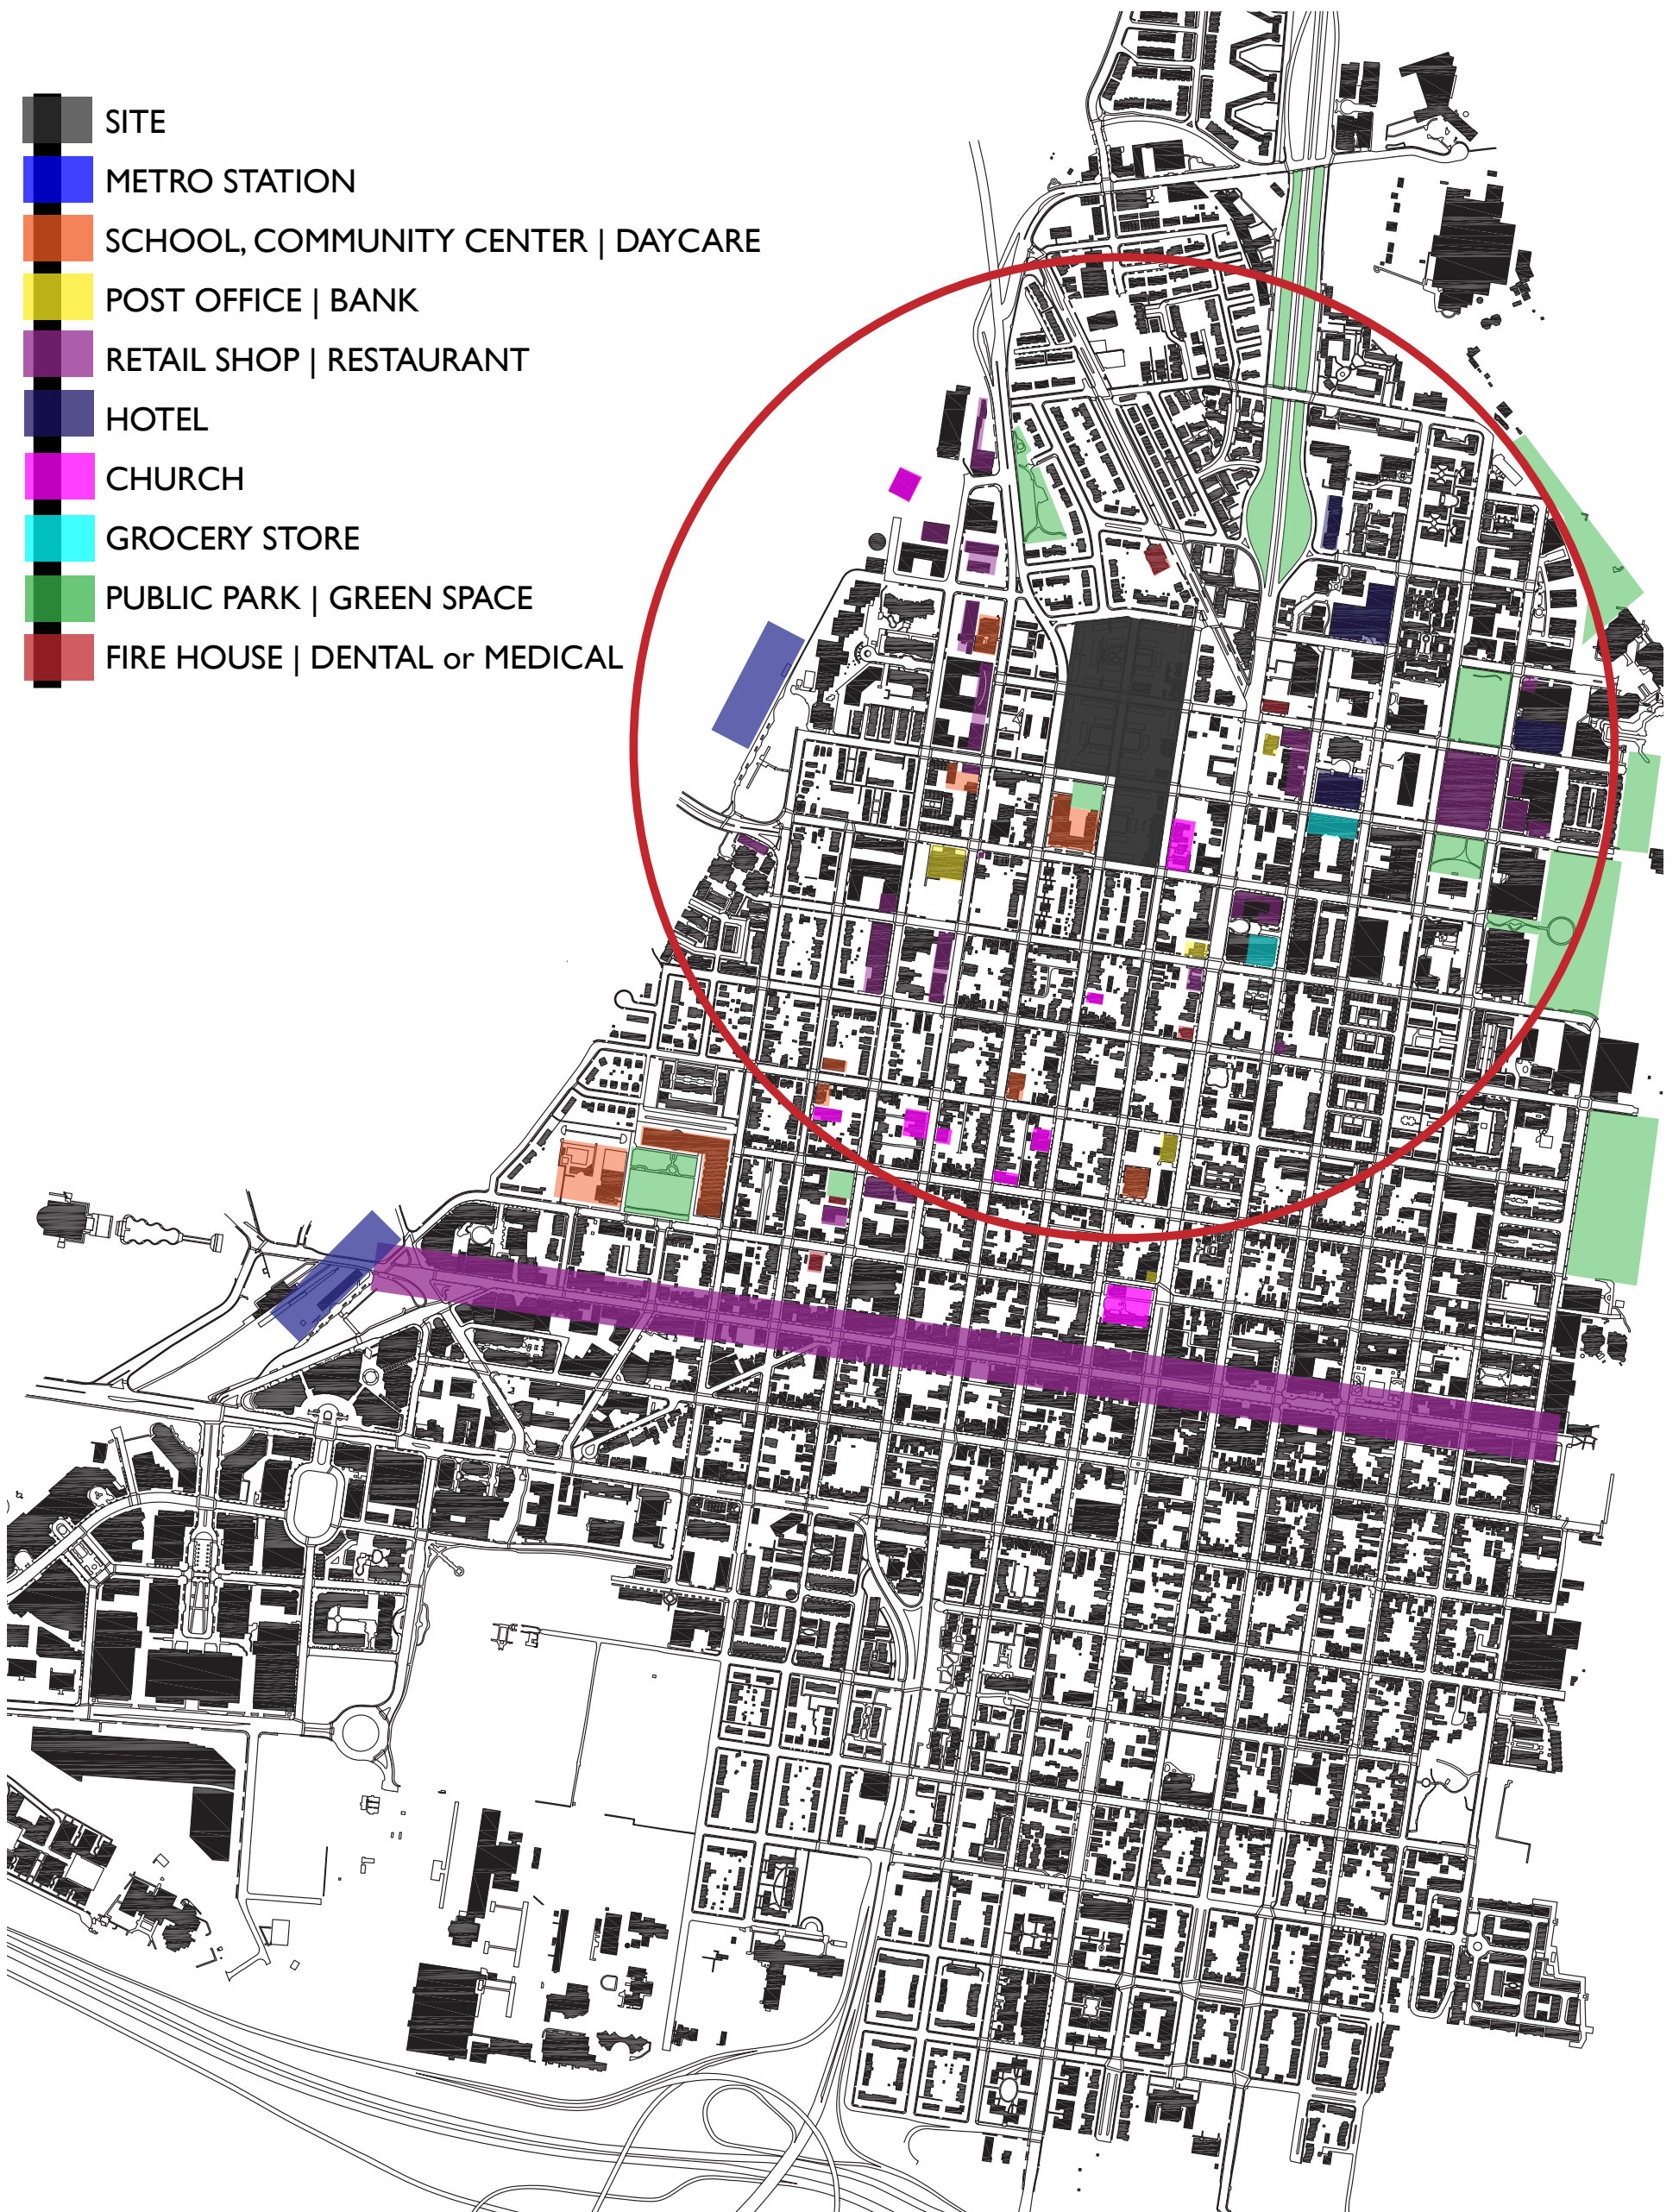 SITE
METRO STATION
SCHOOL, COMMUNITY CENTER | DAYCARE
POST OFFICE | BANK
RETAIL SHOP | RESTAURANT
HOTEL
CHURCH
GROCERY STORE
PUBLIC PARK | GREEN SPACE
FIRE HOUSE | DENTAL or MEDICAL